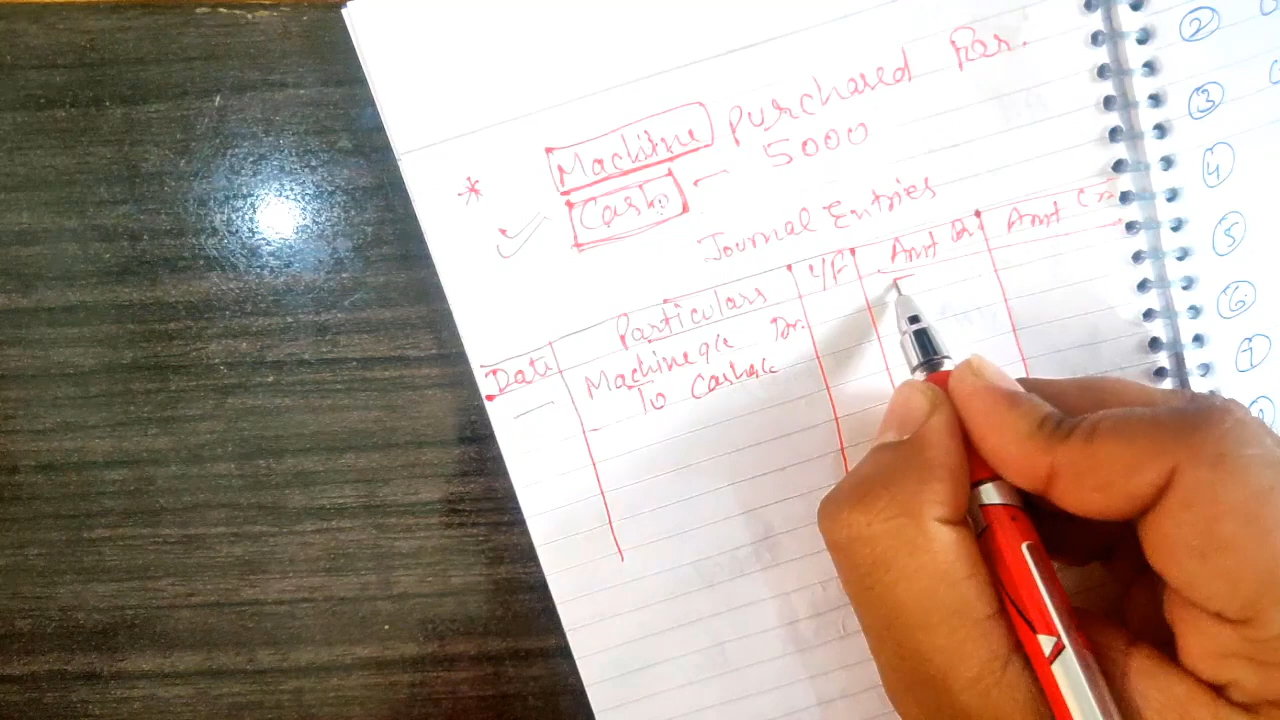 * Machine Purchased For.
Cash - 5000
Journal Entries
Date Particulars L/F Amt Dr. Amt Cr
Machine a/c Dr.
To Cash a/c
②
③
④
⑤
⑥